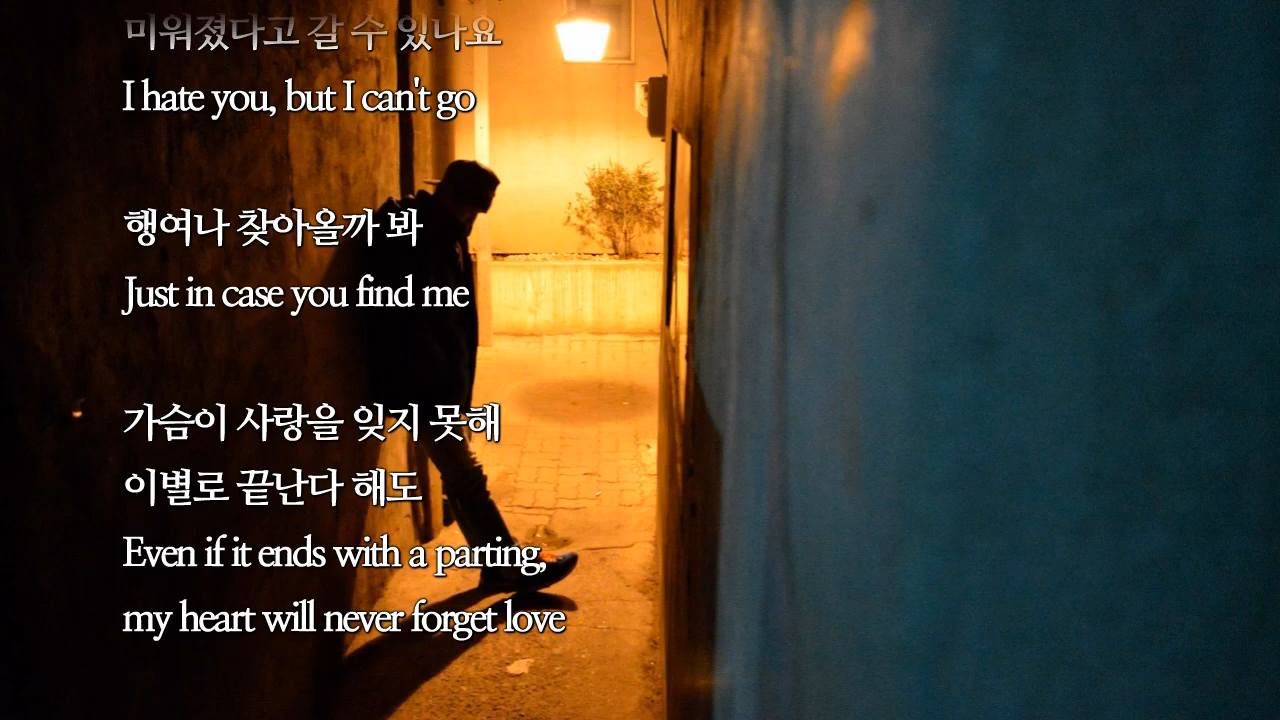 미워졌다고 갈 수 있나요
I hate you, but I can't go
행여나 찾아올까 봐
Just in case you find me
가슴이 사랑을 잊지 못해
이별로 끝난다 해도
Even if it ends with a parting,
my heart will never forget love